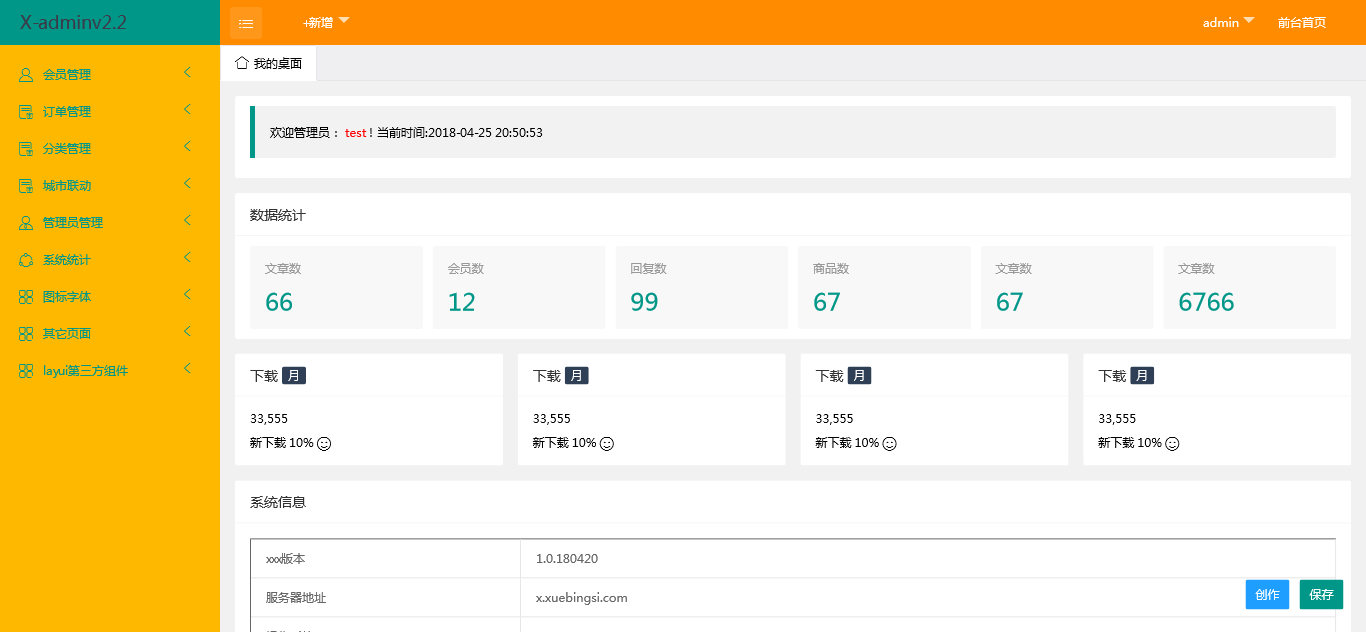 X-adminv2.2
+新增
admin
前台首页
会员管理
订单管理
分类管理
城市联动
管理员管理
系统统计
图标字体
其它页面
layui第三方组件
我的桌面
欢迎管理员： test！当前时间:2018-04-25 20:50:53
数据统计
文章数 会员数 回复数 商品数 文章数 文章数
66 12 99 67 67 6766
下载 月 下载 月 下载 月 下载 月
33,555 33,555 33,555 33,555
新下载 10% 新下载 10% 新下载 10% 新下载 10%
系统信息
xxx版本 1.0.180420
服务器地址 x.xuebingsi.com
创作 保存